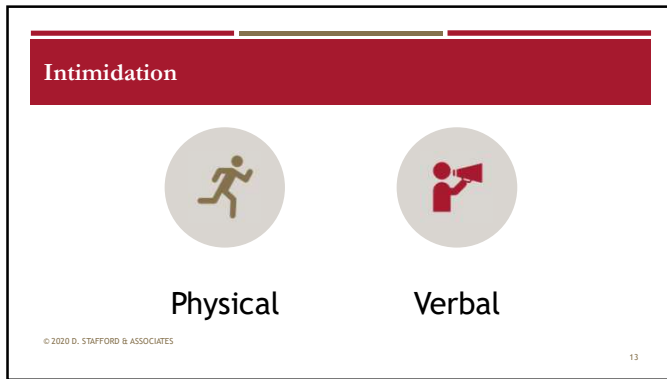 Intimidation
Physical
Verbal
© 2020 D. STAFFORD & ASSOCIATES
13